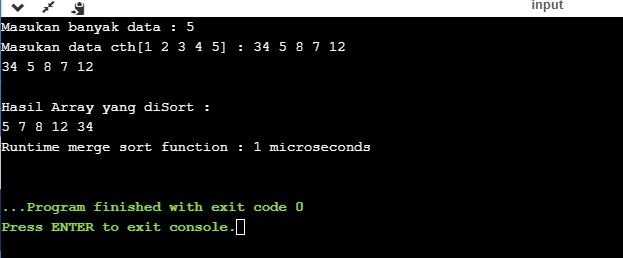 input
Masukan banyak data : 5
Masukan data cth[1 2 3 4 5] : 34 5 8 7 12
34 5 8 7 12
Hasil Array yang diSort :
5 7 8 12 34
Runtime merge sort function : 1 microseconds
...Program finished with exit code 0
Press ENTER to exit console.